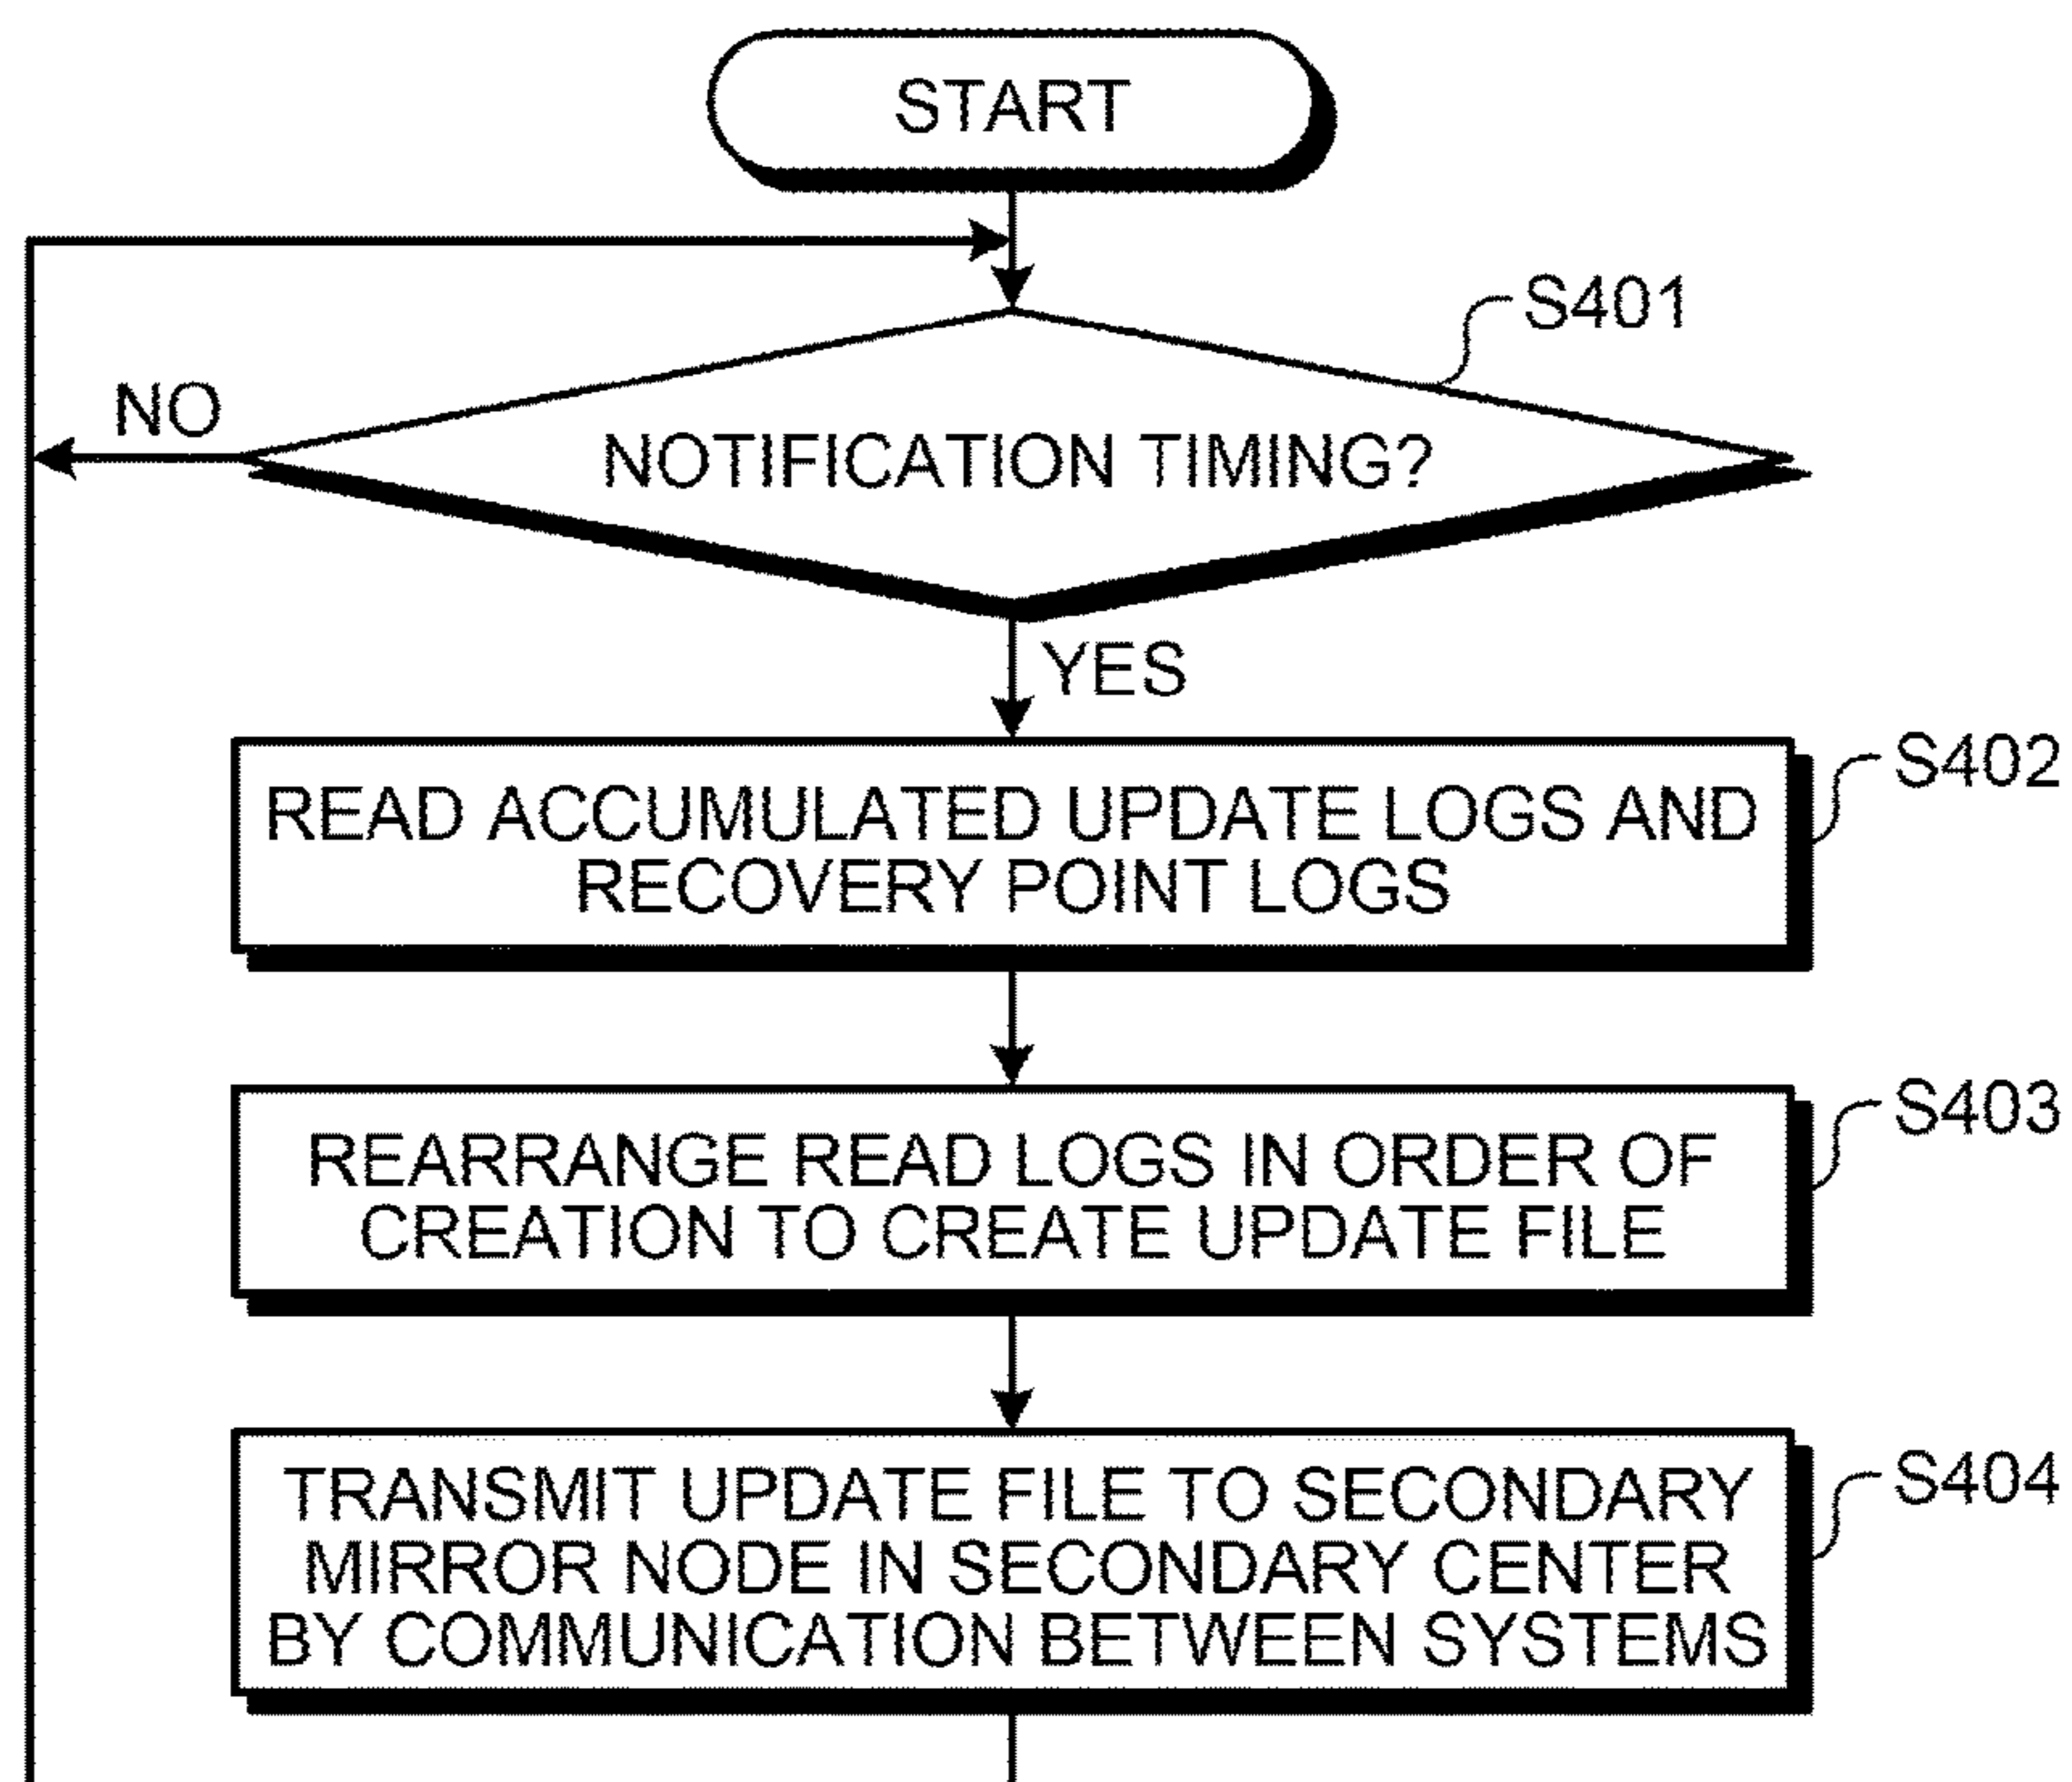 START
S401
NO
NOTIFICATION TIMING?
YES
S402
READ ACCUMULATED UPDATE LOGS AND
RECOVERY POINT LOGS
S403
REARRANGE READ LOGS IN ORDER OF
CREATION TO CREATE UPDATE FILE
S404
TRANSMIT UPDATE FILE TO SECONDARY
MIRROR NODE IN SECONDARY CENTER
BY COMMUNICATION BETWEEN SYSTEMS